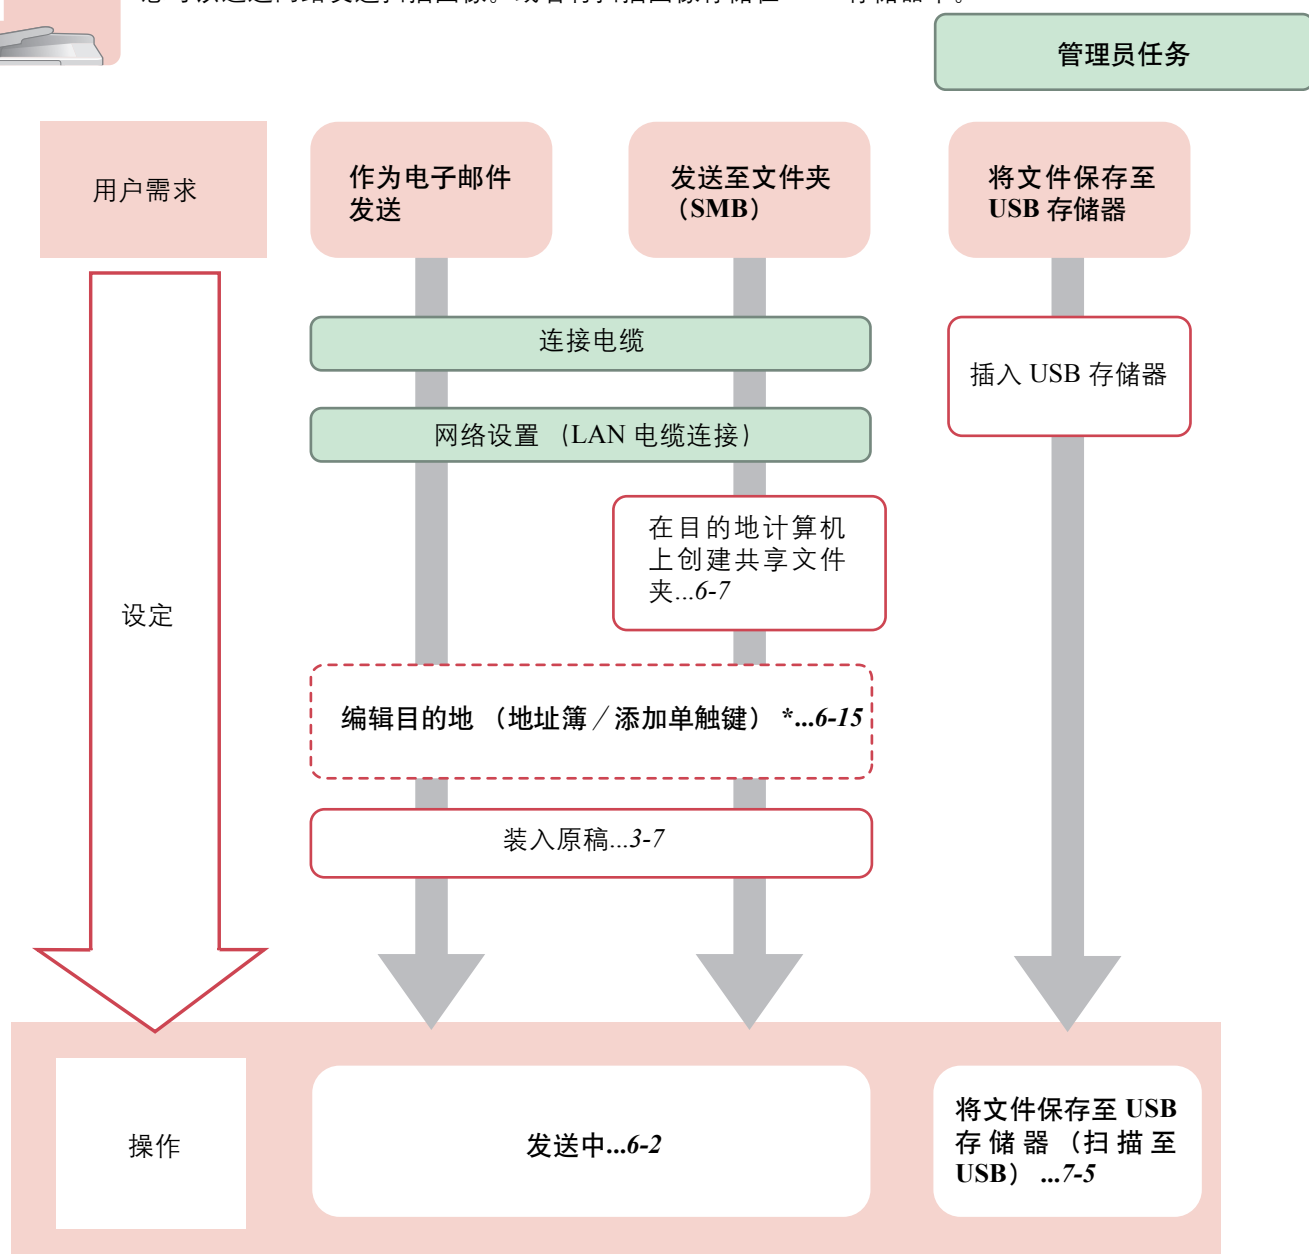 管理员任务
用户需求
作为电子邮件
发送
发送至文件夹
（SMB）
将文件保存至
USB 存储器
连接电缆
插入 USB 存储器
网络设置 （LAN 电缆连接）
在目的地计算机
上创建共享文件
夹...6-7
设定
编辑目的地 （地址簿／添加单触键）*...6-15
装入原稿...3-7
操作
发送中...6-2
将文件保存至 USB
存储器（扫描至
USB）...7-5